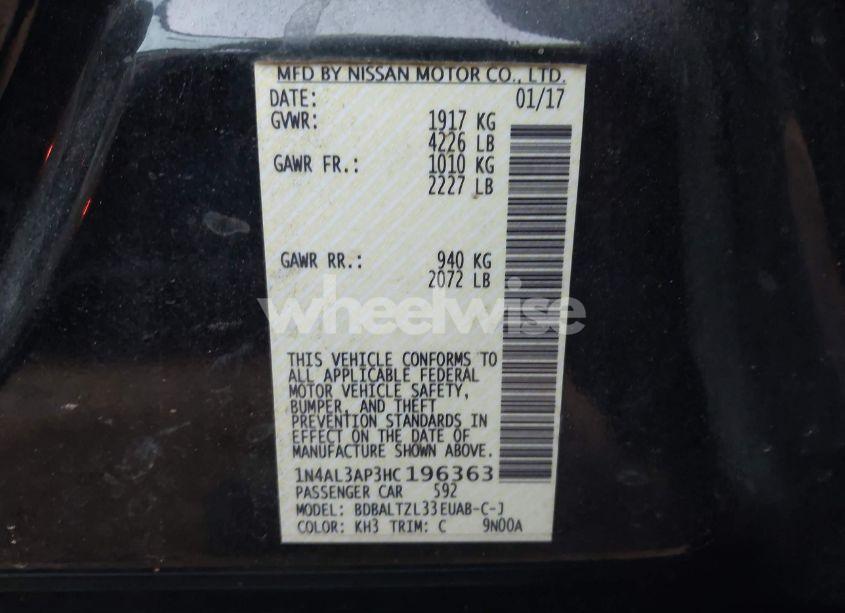 MFD BY NISSAN MOTOR CO., LTD.
DATE: 01/17
GVWR: 1917 KG
4226 LB
GAWR FR.: 1010 KG
2227 LB
GAWR RR.: 940 KG
2072 LB
wheelwise
THIS VEHICLE CONFORMS TO
ALL APPLICABLE FEDERAL
MOTOR VEHICLE SAFETY,
BUMPER, AND THEFT
PREVENTION STANDARDS IN
EFFECT ON THE DATE OF
MANUFACTURE SHOWN ABOVE.
1N4AL3AP3HC196363
PASSENGER CAR 592
MODEL: BDBALTZL33EUAB-C-J
COLOR: KH3 TRIM: C 9N00A